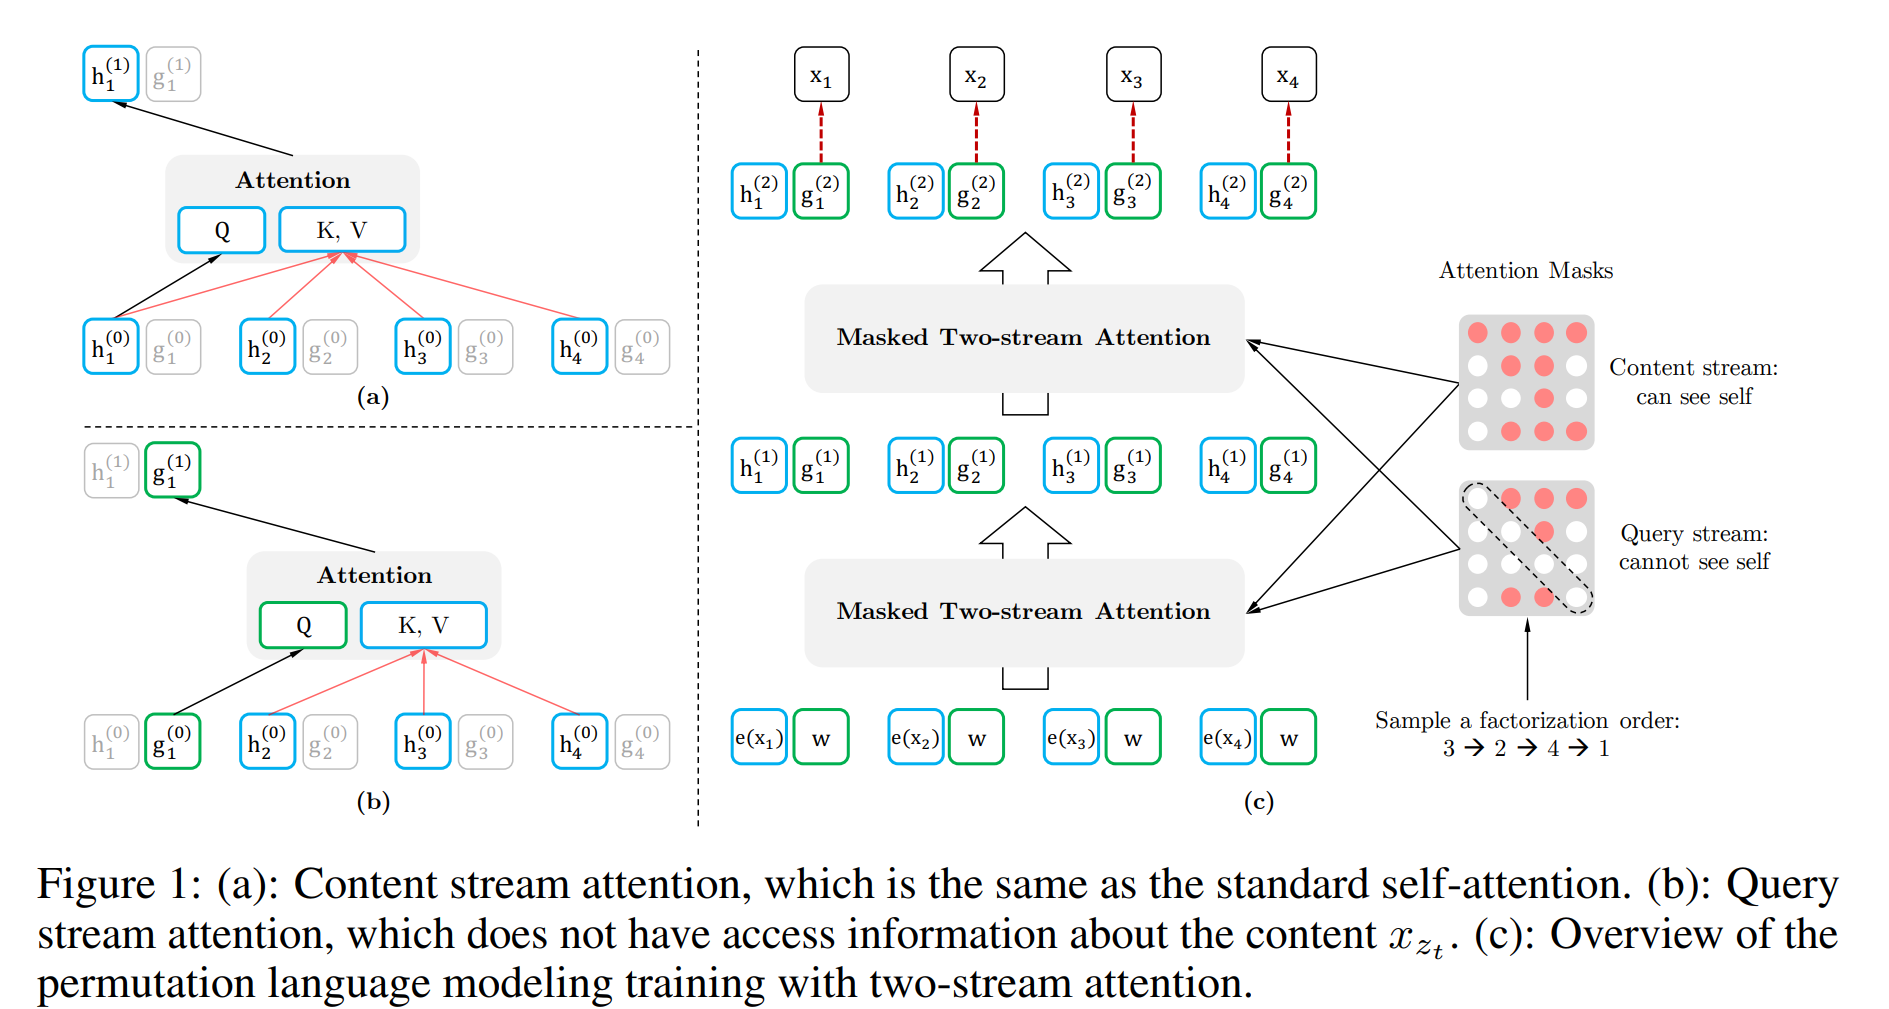 h₁⁽¹⁾ g₁⁽¹⁾
Attention
Q K, V
h₁⁽⁰⁾ g₁⁽⁰⁾ h₂⁽⁰⁾ g₂⁽⁰⁾ h₃⁽⁰⁾ g₃⁽⁰⁾ h₄⁽⁰⁾ g₄⁽⁰⁾
(a)
h₁⁽¹⁾ g₁⁽¹⁾
Attention
Q K, V
h₁⁽⁰⁾ g₁⁽⁰⁾ h₂⁽⁰⁾ g₂⁽⁰⁾ h₃⁽⁰⁾ g₃⁽⁰⁾ h₄⁽⁰⁾ g₄⁽⁰⁾
(b)
x₁ x₂ x₃ x₄
h₁⁽²⁾ g₁⁽²⁾ h₂⁽²⁾ g₂⁽²⁾ h₃⁽²⁾ g₃⁽²⁾ h₄⁽²⁾ g₄⁽²⁾
Masked Two-stream Attention
h₁⁽¹⁾ g₁⁽¹⁾ h₂⁽¹⁾ g₂⁽¹⁾ h₃⁽¹⁾ g₃⁽¹⁾ h₄⁽¹⁾ g₄⁽¹⁾
Masked Two-stream Attention
e(x₁) w e(x₂) w e(x₃) w e(x₄) w
Attention Masks
Content stream:
can see self
Query stream:
cannot see self
Sample a factorization order:
3 → 2 → 4 → 1
(c)
Figure 1: (a): Content stream attention, which is the same as the standard self-attention. (b): Query
stream attention, which does not have access information about the content x_{z_t}. (c): Overview of the
permutation language modeling training with two-stream attention.